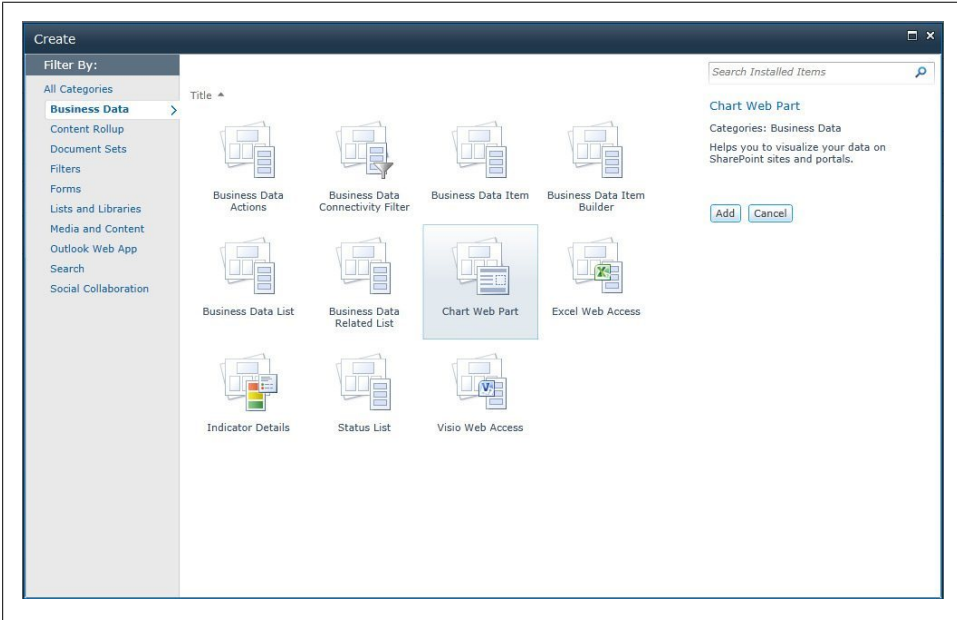 Create
Filter By:
All Categories
Business Data
Content Rollup
Document Sets
Filters
Forms
Lists and Libraries
Media and Content
Outlook Web App
Search
Social Collaboration
Title
Business Data
Actions
Business Data
Connectivity Filter
Business Data Item
Business Data Item
Builder
Business Data List
Business Data
Related List
Chart Web Part
Excel Web Access
Indicator Details
Status List
Visio Web Access
Search Installed Items
Chart Web Part
Categories: Business Data
Helps you to visualize your data on
SharePoint sites and portals.
Add Cancel